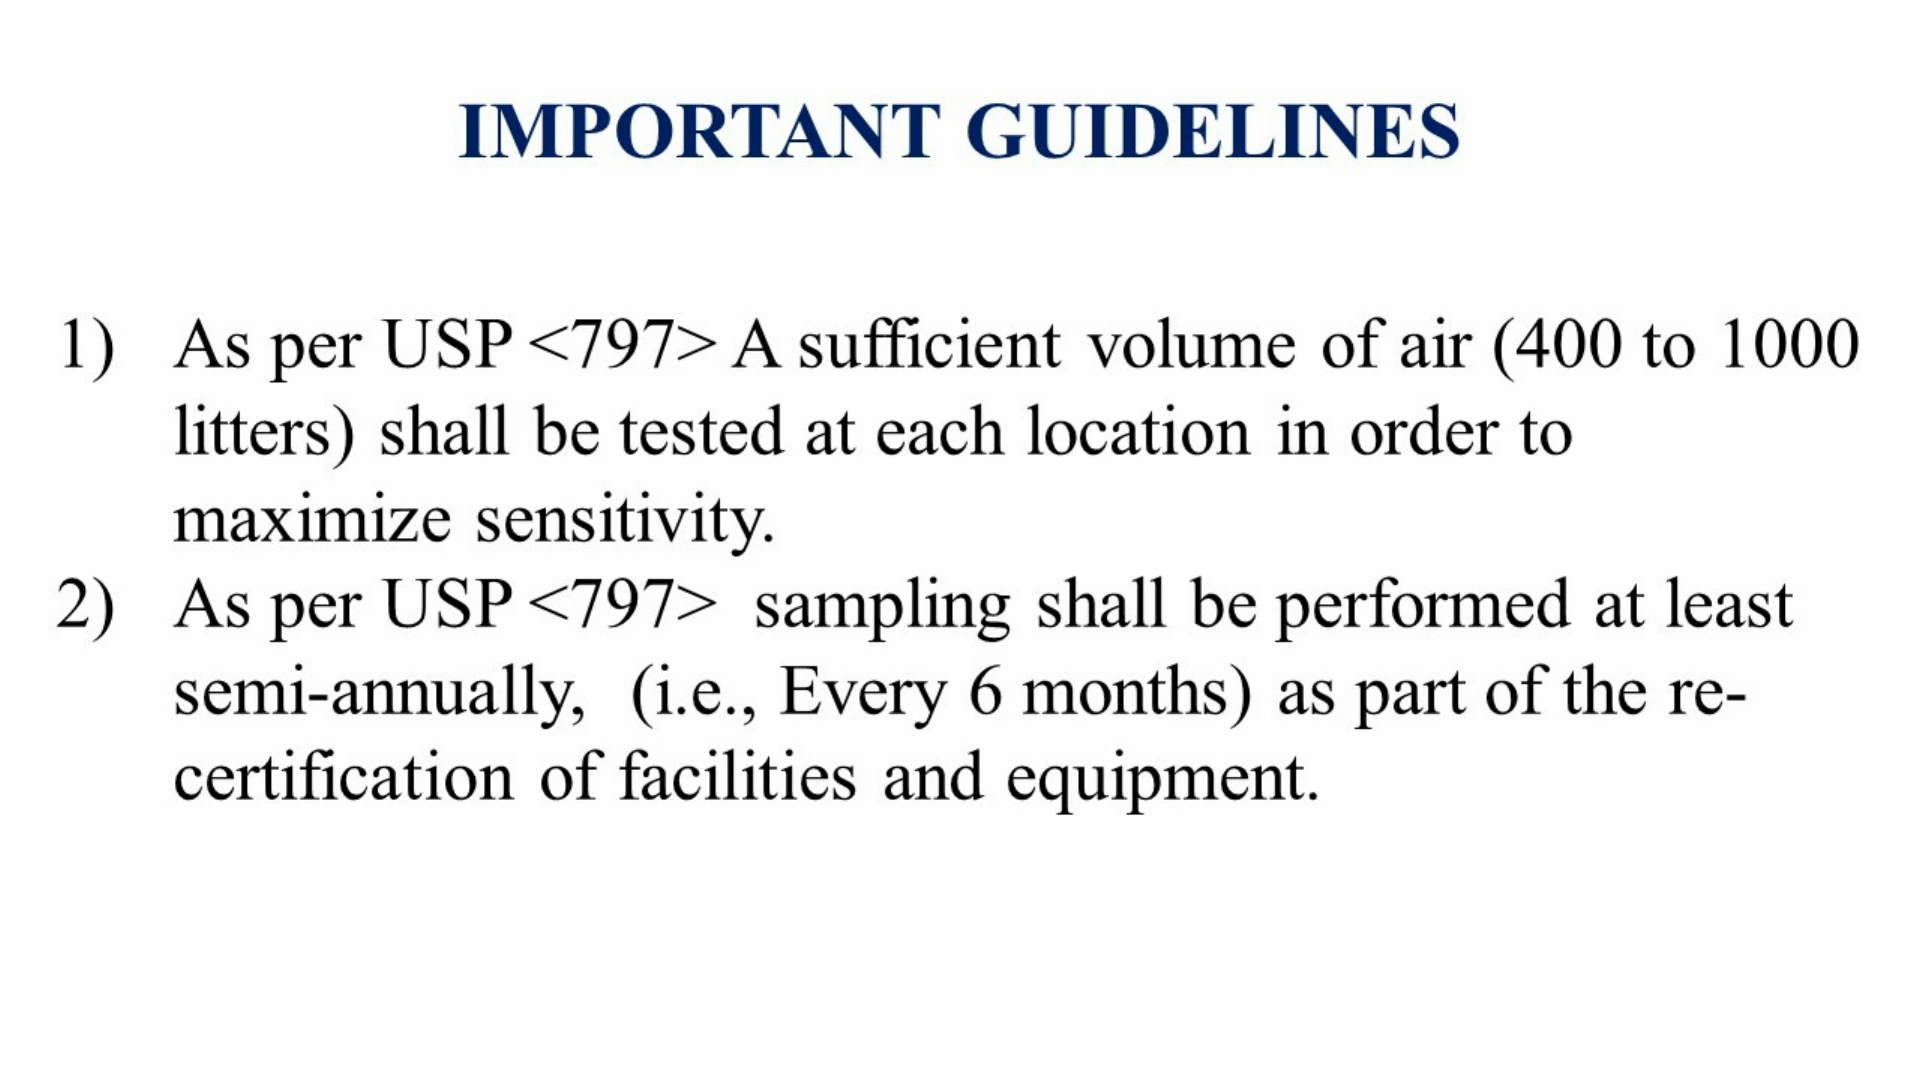 IMPORTANT GUIDELINES
1) As per USP <797> A sufficient volume of air (400 to 1000
litters) shall be tested at each location in order to
maximize sensitivity.
2) As per USP <797> sampling shall be performed at least
semi-annually, (i.e., Every 6 months) as part of the re-
certification of facilities and equipment.